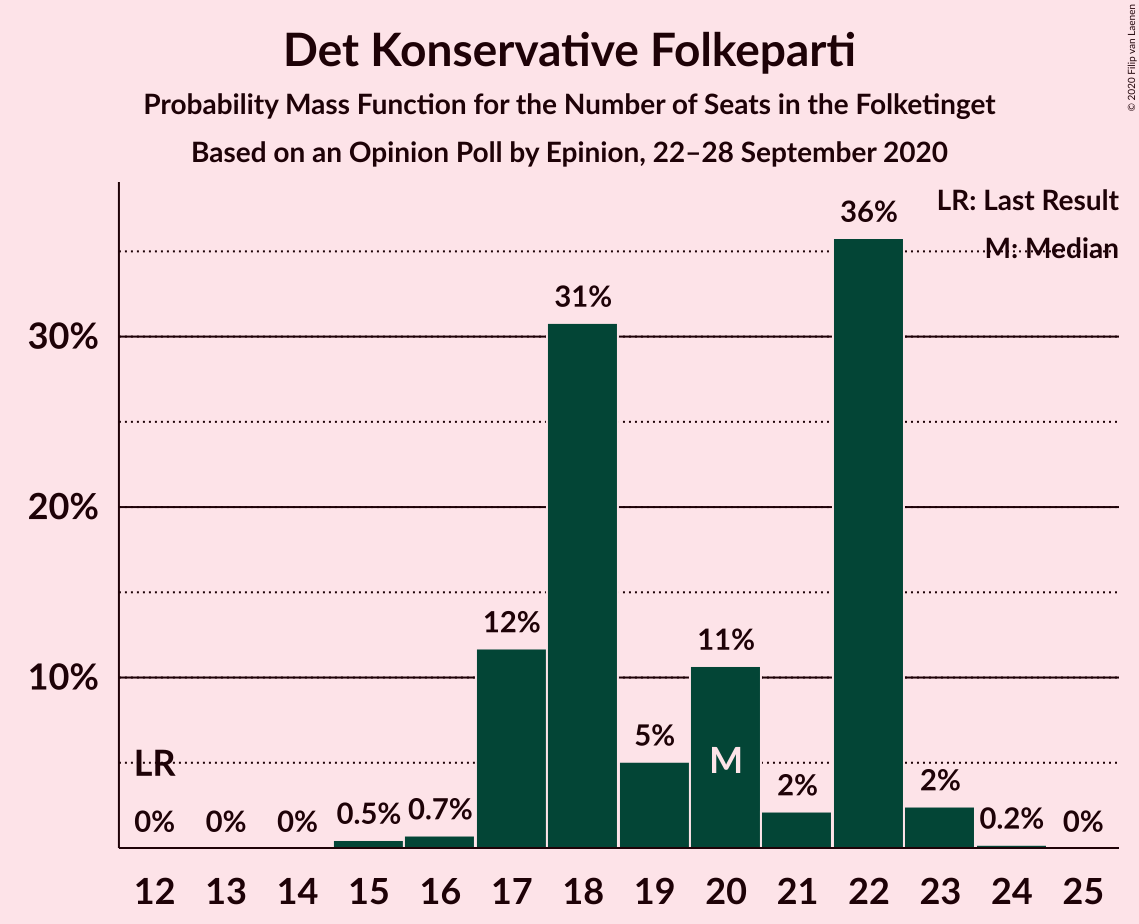 Det Konservative Folkeparti
Probability Mass Function for the Number of Seats in the Folketinget
Based on an Opinion Poll by Epinion, 22–28 September 2020
© 2020 Filip van Laenen
LR: Last Result
M: Median
36%
31%
30%
20%
12%
11%
10%
5%
M
LR
2%
2%
0%
0%
0%
0.5%
0.7%
0.2%
0%
12 13 14 15 16 17 18 19 20 21 22 23 24 25